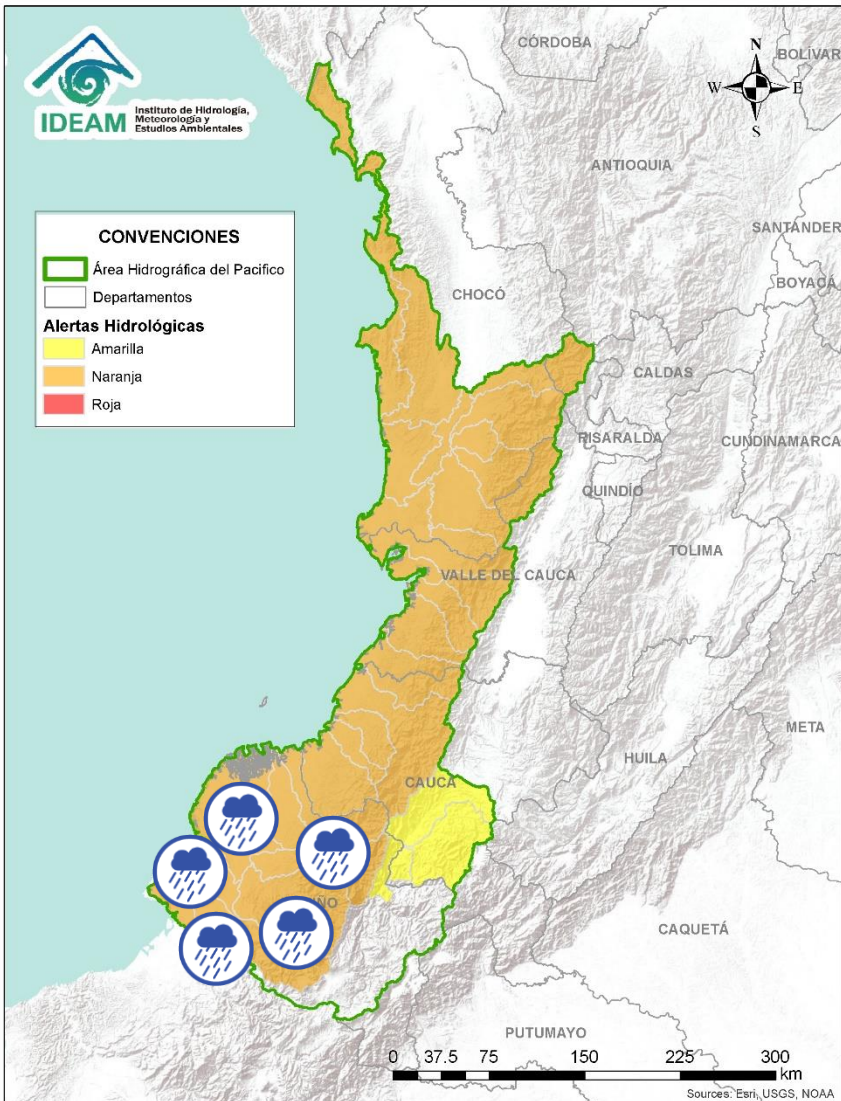 IDEAM
Instituto de Hidrología,
Meteorología y
Estudios Ambientales
CÓRDOBA
BOLÍVAR
N
W
E
S
ANTIOQUIA
SANTANDER
BOYACÁ
CONVENCIONES
Área Hidrográfica del Pacifico
Departamentos
Alertas Hidrológicas
Amarilla
Naranja
Roja
CHOCÓ
CALDAS
RISARALDA
CUNDINAMARCA
QUINDÍO
TOLIMA
VALLE DEL CAUCA
META
HUILA
CAUCA
ÑO
CAQUETÁ
PUTUMAYO
0 37.5 75 150 225 300
km
Sources: Esri, USGS, NOAA